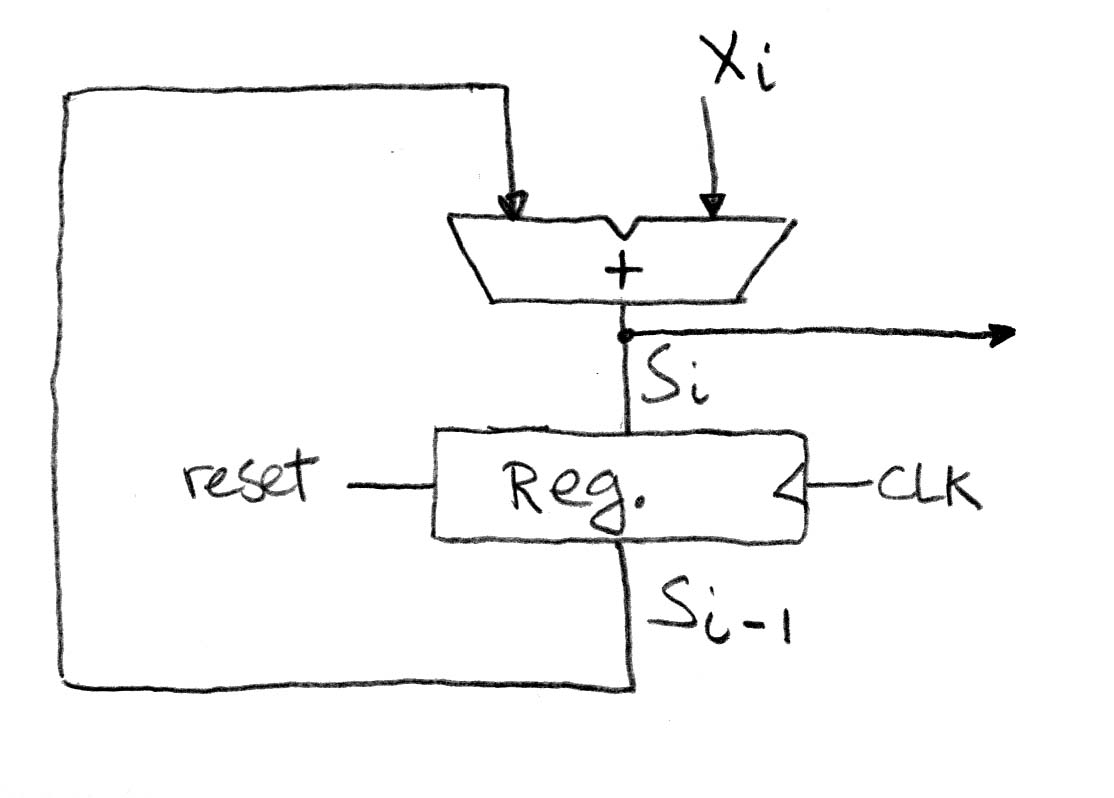 Xi
+
Si
reset Reg. CLK
Si-1